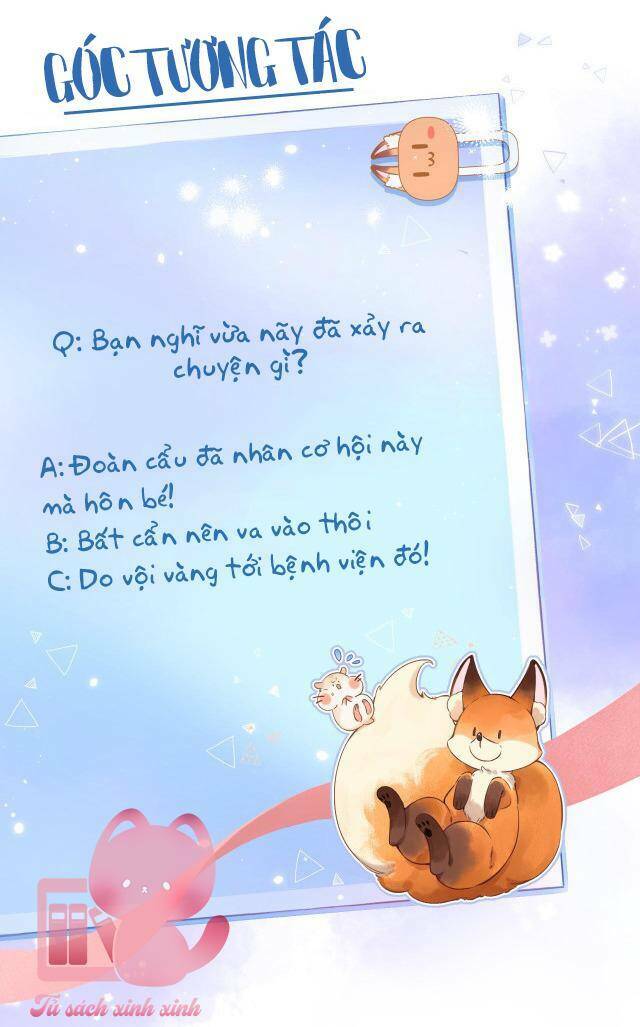 GÓC TƯƠNG TÁC
Q: Bạn nghĩ vừa nãy đã xảy ra
chuyện gì?
A: Đoàn cẩu đã nhân cơ hội này
mà hôn bé!
B: Bất cẩn nên va vào thôi
C: Do vội vàng tới bệnh viện đó!
Tủ sách xinh xinh